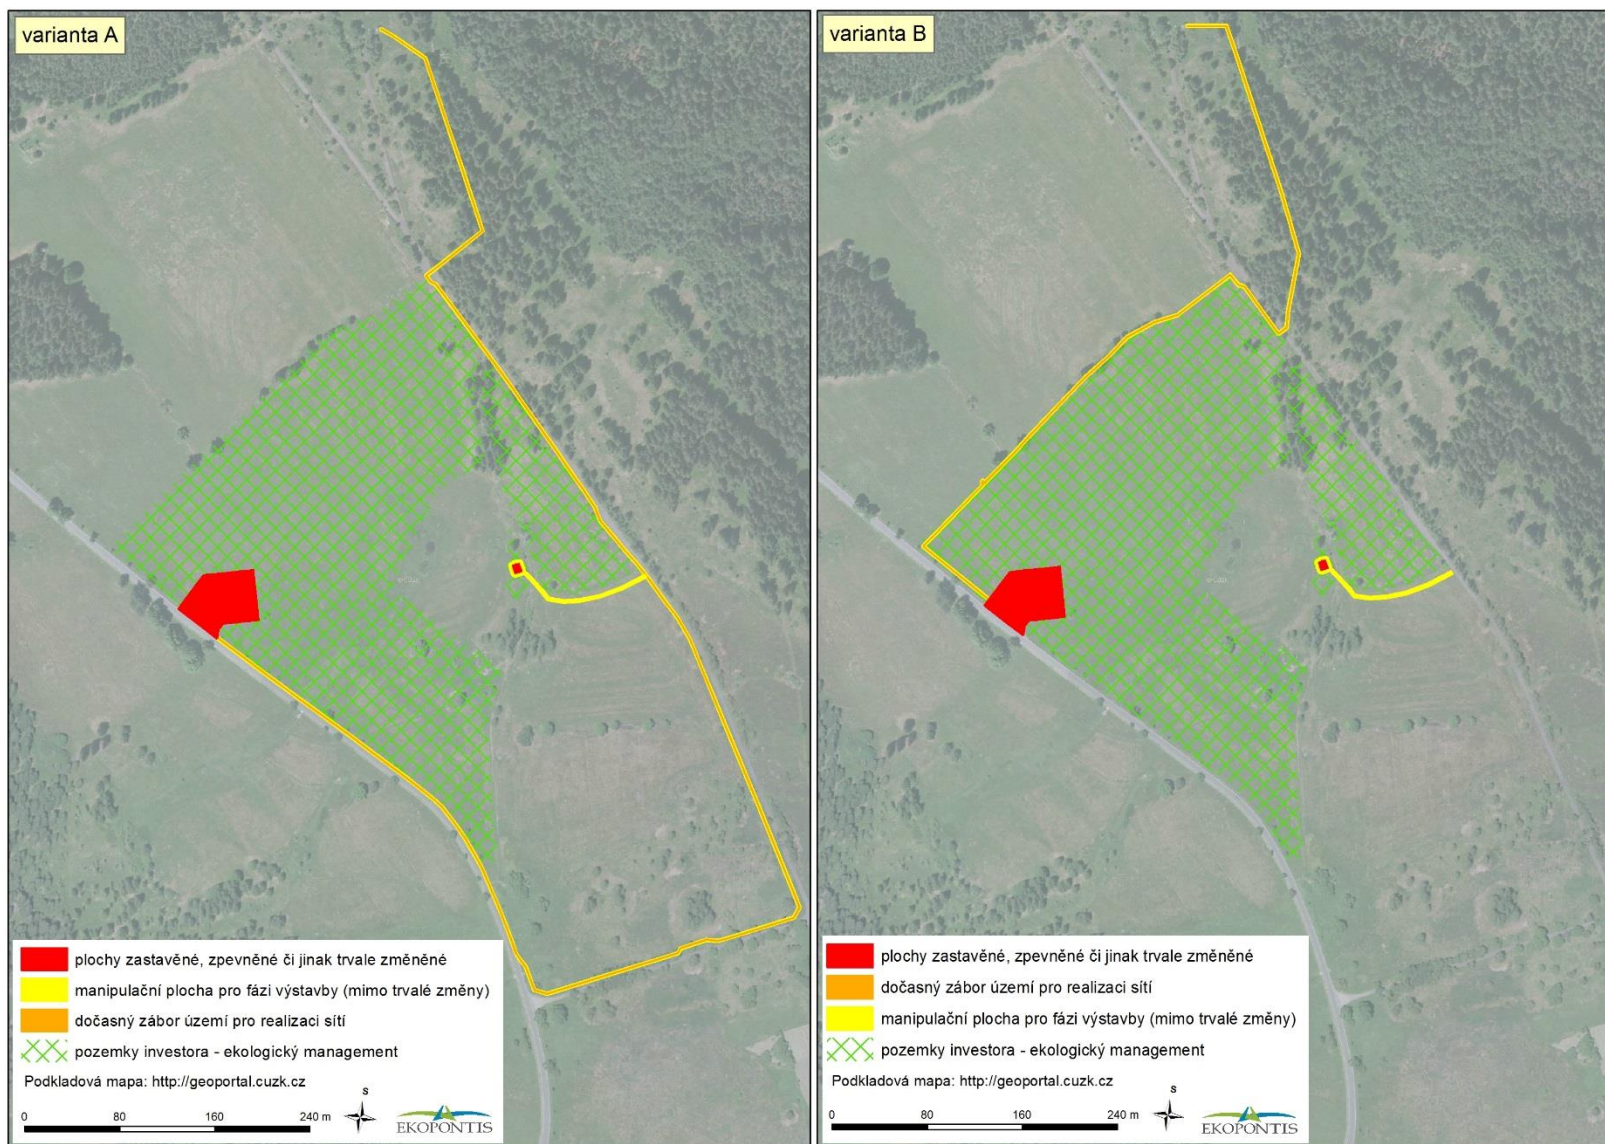 varianta A
plochy zastavěné, zpevněné či jinak trvale změněné
manipulační plocha pro fázi výstavby (mimo trvalé změny)
dočasný zábor území pro realizaci sítí
pozemky investora - ekologický management
Podkladová mapa: http://geoportal.cuzk.cz
S
0 80 160 240 m
EKOPONTIS
varianta B
plochy zastavěné, zpevněné či jinak trvale změněné
dočasný zábor území pro realizaci sítí
manipulační plocha pro fázi výstavby (mimo trvalé změny)
pozemky investora - ekologický management
Podkladová mapa: http://geoportal.cuzk.cz
S
0 80 160 240 m
EKOPONTIS